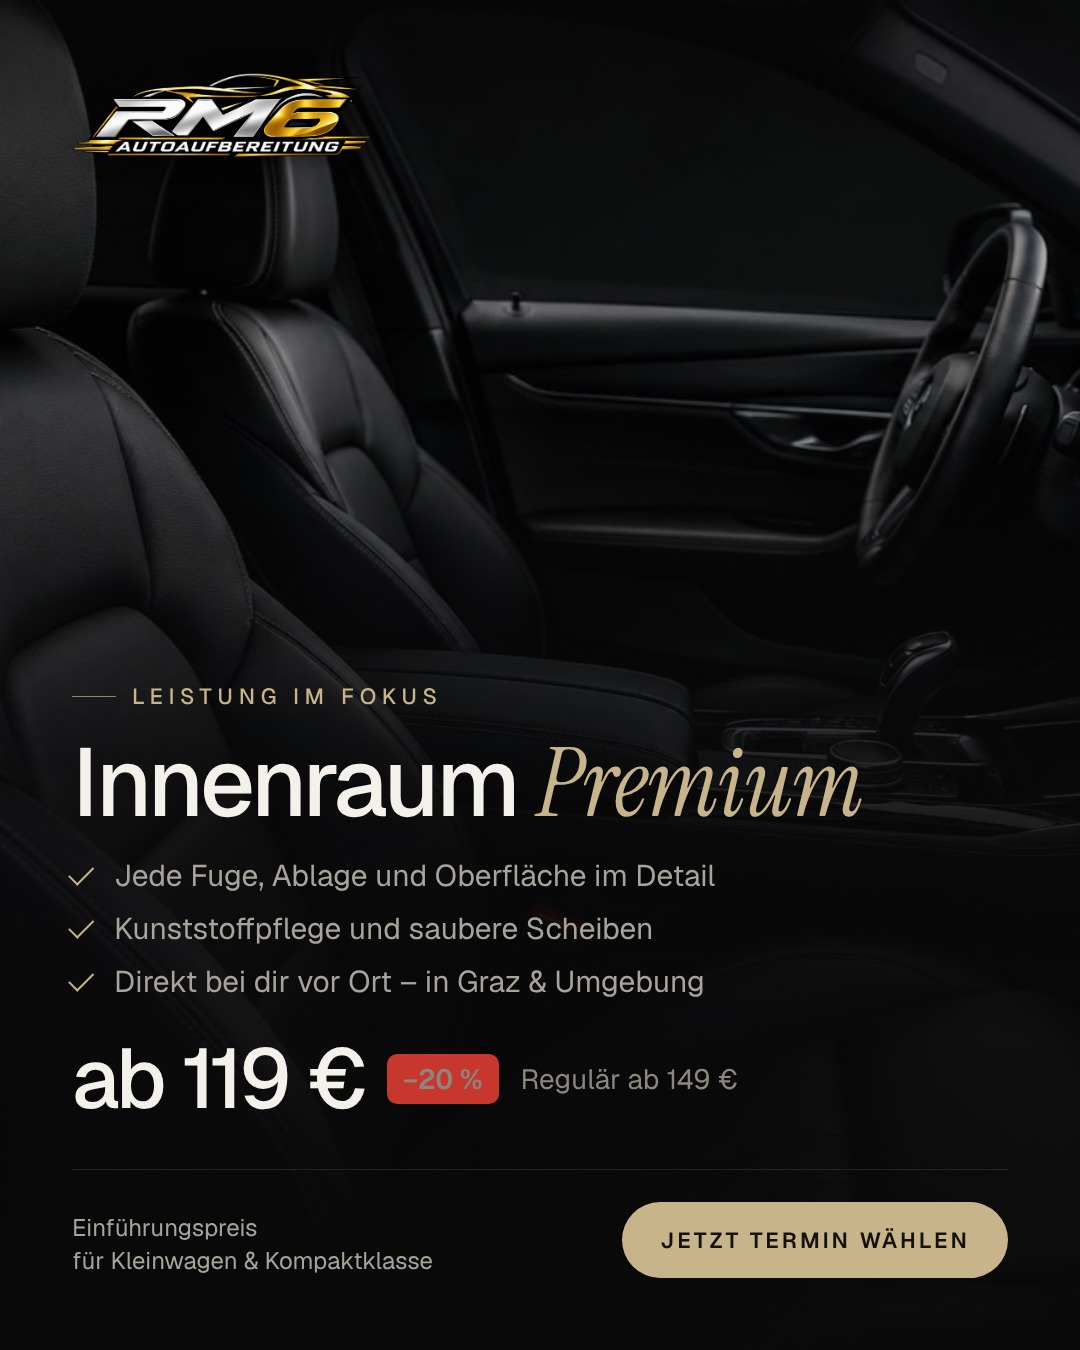 RM6
AUTOAUFBEREITUNG
LEISTUNG IM FOKUS
Innenraum Premium
Jede Fuge, Ablage und Oberfläche im Detail
Kunststoffpflege und saubere Scheiben
Direkt bei dir vor Ort – in Graz & Umgebung
ab 119 € –20 % Regulär ab 149 €
Einführungspreis
für Kleinwagen & Kompaktklasse
JETZT TERMIN WÄHLEN